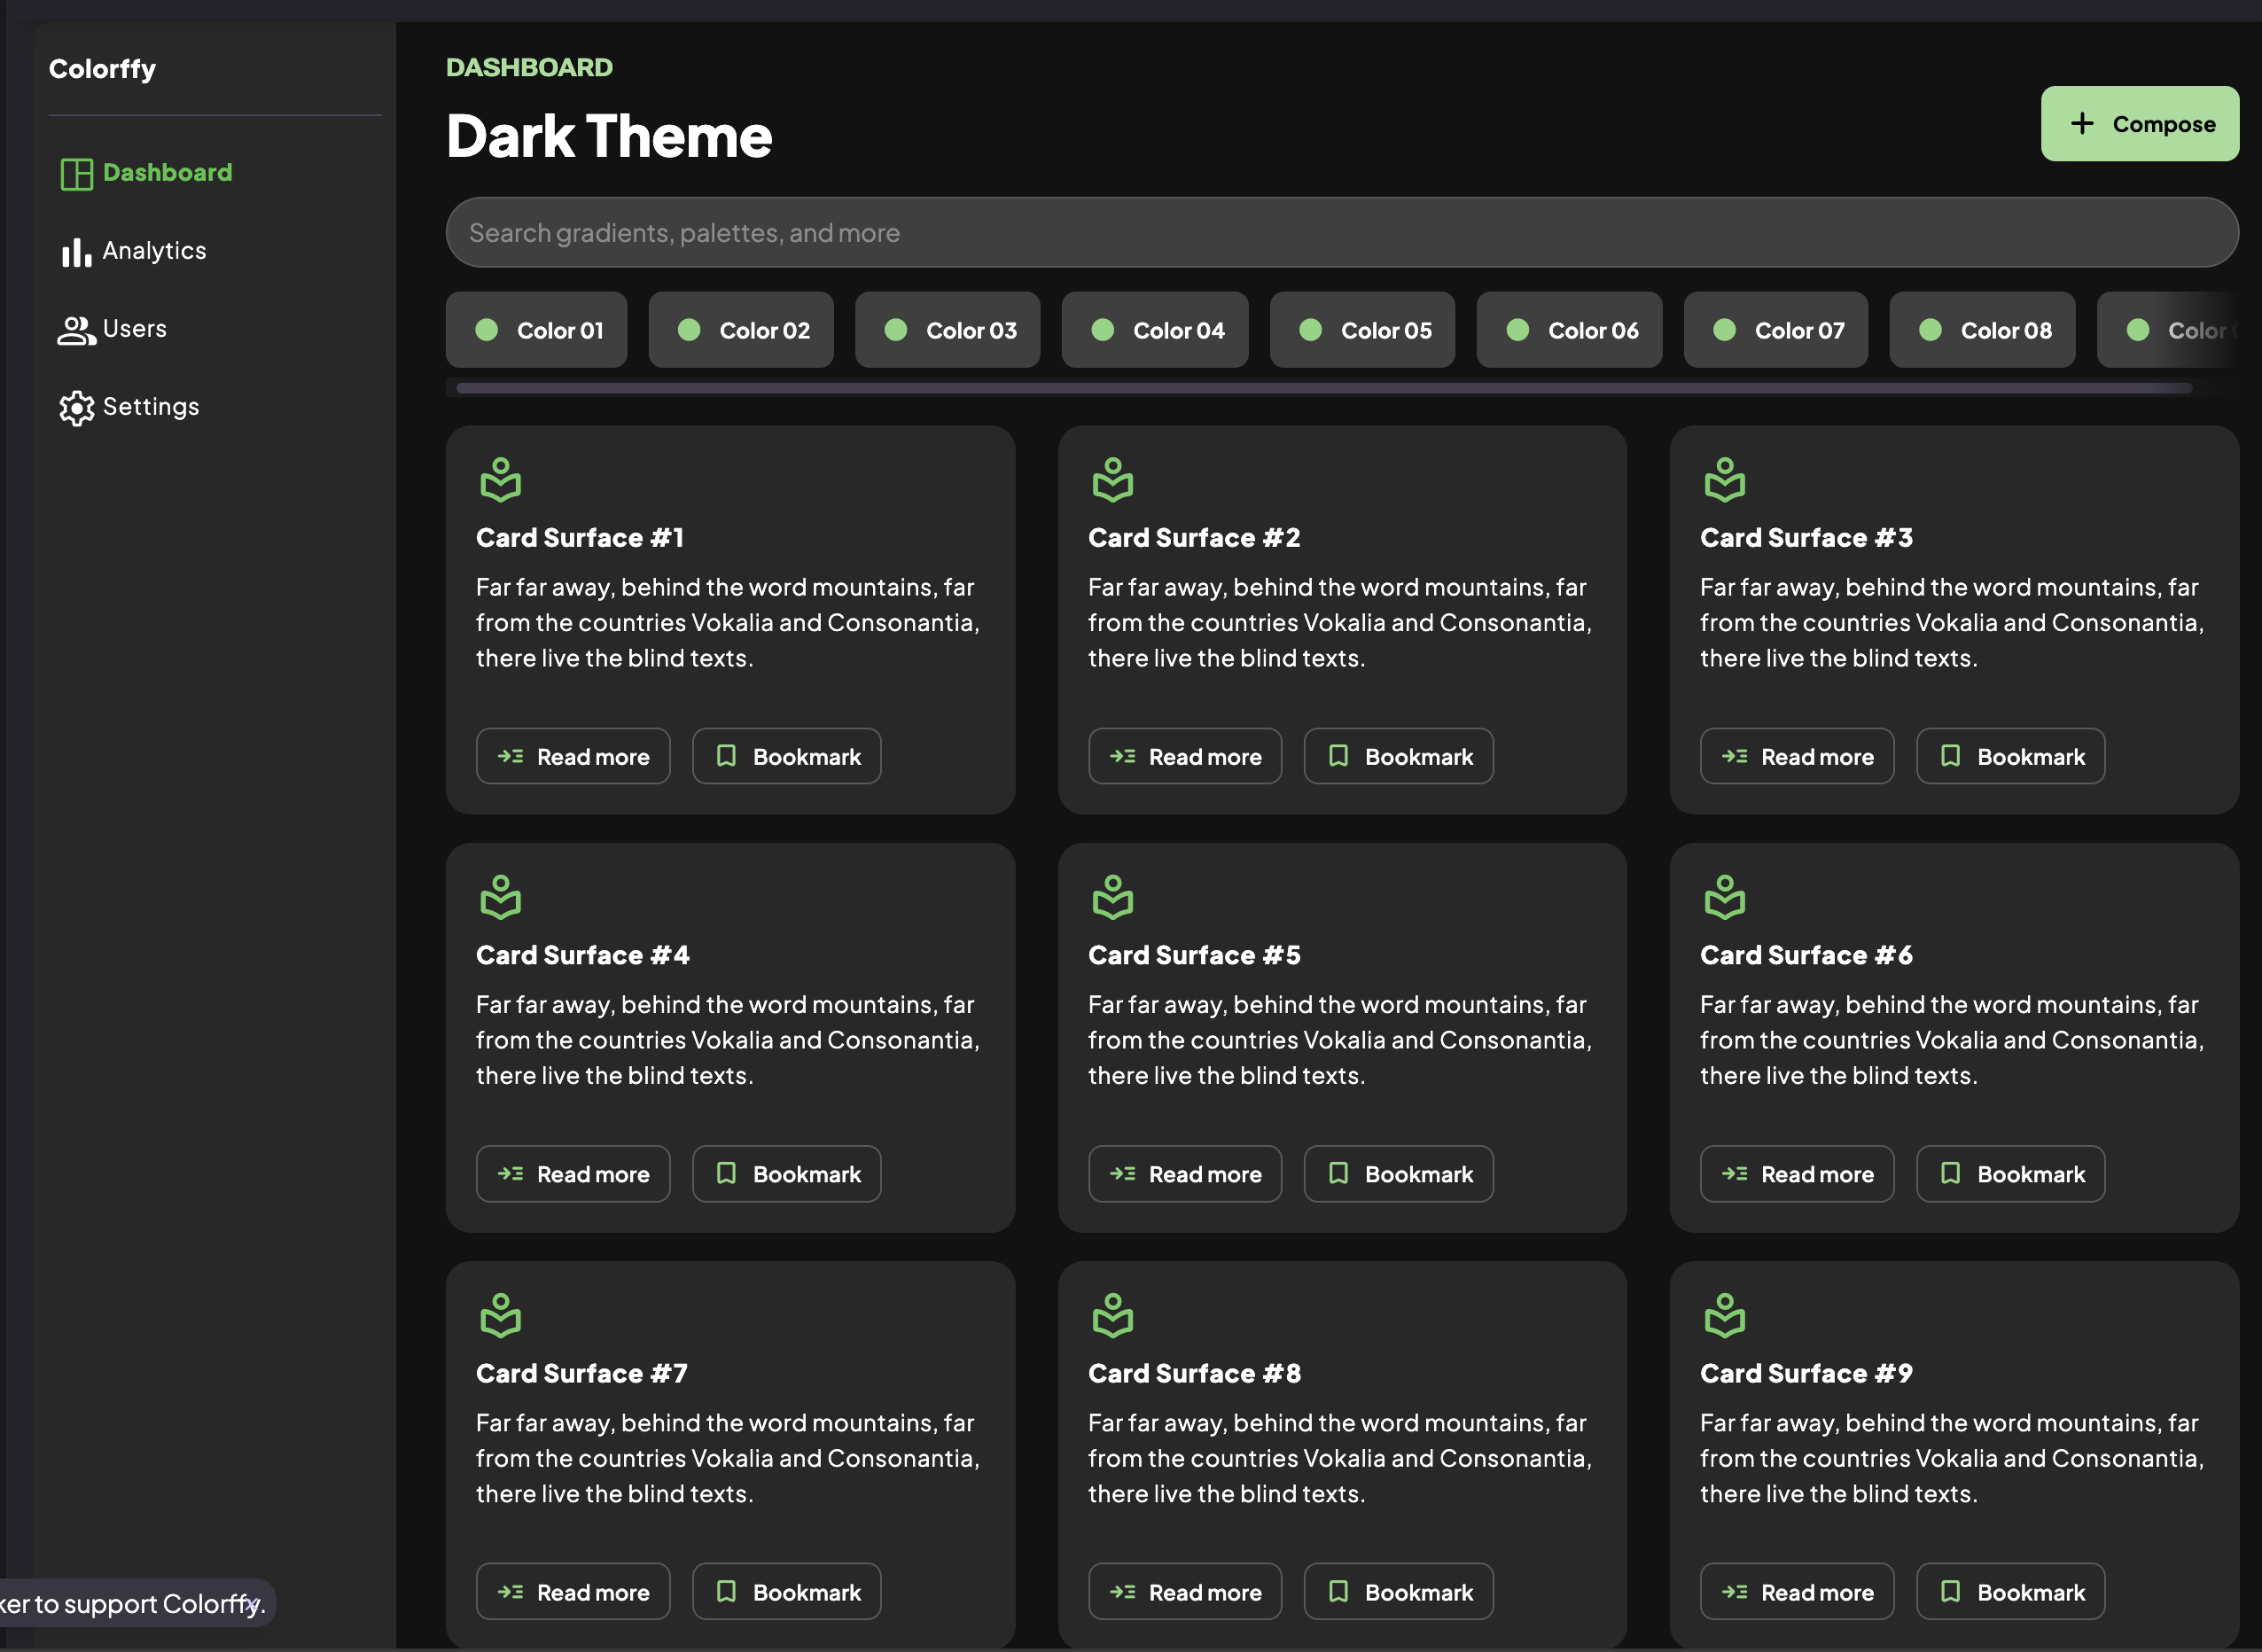 Colorffy
Dashboard
Analytics
Users
Settings
DASHBOARD
Dark Theme
Compose
Search gradients, palettes, and more
Color 01
Color 02
Color 03
Color 04
Color 05
Color 06
Color 07
Color 08
Color
Card Surface #1
Far far away, behind the word mountains, far
from the countries Vokalia and Consonantia,
there live the blind texts.
Read more
Bookmark
Card Surface #2
Far far away, behind the word mountains, far
from the countries Vokalia and Consonantia,
there live the blind texts.
Read more
Bookmark
Card Surface #3
Far far away, behind the word mountains, far
from the countries Vokalia and Consonantia,
there live the blind texts.
Read more
Bookmark
Card Surface #4
Far far away, behind the word mountains, far
from the countries Vokalia and Consonantia,
there live the blind texts.
Read more
Bookmark
Card Surface #5
Far far away, behind the word mountains, far
from the countries Vokalia and Consonantia,
there live the blind texts.
Read more
Bookmark
Card Surface #6
Far far away, behind the word mountains, far
from the countries Vokalia and Consonantia,
there live the blind texts.
Read more
Bookmark
Card Surface #7
Far far away, behind the word mountains, far
from the countries Vokalia and Consonantia,
there live the blind texts.
Read more
Bookmark
Card Surface #8
Far far away, behind the word mountains, far
from the countries Vokalia and Consonantia,
there live the blind texts.
Read more
Bookmark
Card Surface #9
Far far away, behind the word mountains, far
from the countries Vokalia and Consonantia,
there live the blind texts.
Read more
Bookmark
to support Colorffy.